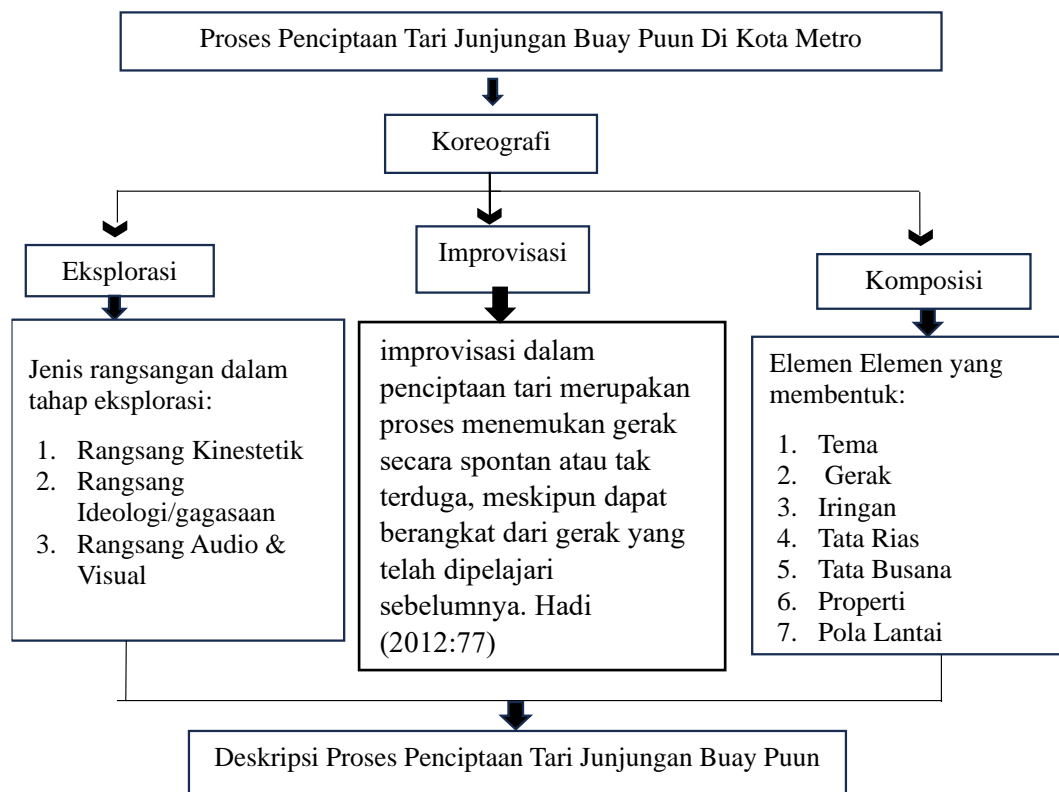 Proses Penciptaan Tari Junjungan Buay Puun Di Kota Metro
Koreografi
Eksplorasi
Improvisasi
Komposisi
Jenis rangsangan dalam
tahap eksplorasi:
1. Rangsang Kinestetik
2. Rangsang
Ideologi/gagasaan
3. Rangsang Audio &
Visual
improvisasi dalam
penciptaan tari merupakan
proses menemukan gerak
secara spontan atau tak
terduga, meskipun dapat
berangkat dari gerak yang
telah dipelajari
sebelumnya. Hadi
(2012:77)
Elemen Elemen yang
membentuk:
1. Tema
2. Gerak
3. Iringan
4. Tata Rias
5. Tata Busana
6. Properti
7. Pola Lantai
Deskripsi Proses Penciptaan Tari Junjungan Buay Puun